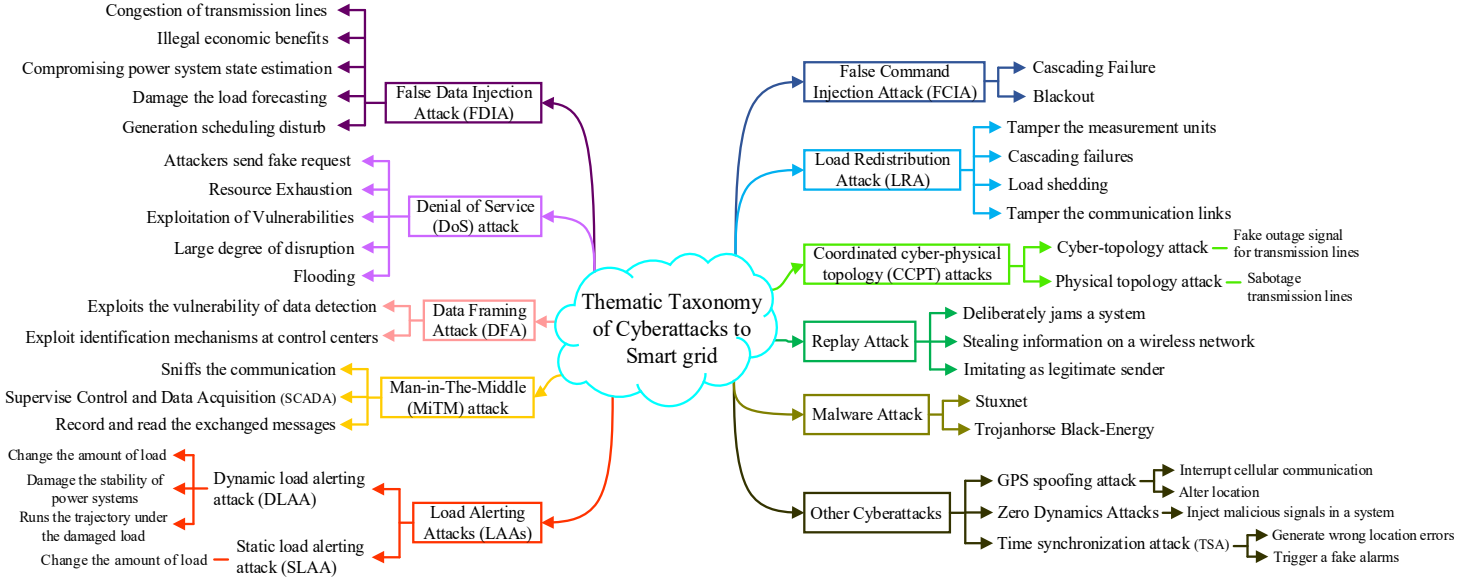 Congestion of transmission lines
Illegal economic benefits
Compromising power system state estimation
Damage the load forecasting
Generation scheduling disturb
False Data Injection
Attack (FDIA)
Attackers send fake request
Resource Exhaustion
Exploitation of Vulnerabilities
Large degree of disruption
Flooding
Denial of Service
(DoS) attack
Exploits the vulnerability of data detection
Exploit identification mechanisms at control centers
Data Framing
Attack (DFA)
Sniffs the communication
Supervise Control and Data Acquisition (SCADA)
Record and read the exchanged messages
Man-in-The-Middle
(MiTM) attack
Change the amount of load
Damage the stability of
power systems
Runs the trajectory under
the damaged load
Dynamic load alerting
attack (DLAA)
Change the amount of load
Static load alerting
attack (SLAA)
Load Alerting
Attacks (LAAs)
Thematic Taxonomy
of Cyberattacks to
Smart grid
False Command
Injection Attack (FCIA)
Cascading Failure
Blackout
Load Redistribution
Attack (LRA)
Tamper the measurement units
Cascading failures
Load shedding
Tamper the communication links
Coordinated cyber-physical
topology (CCPT) attacks
Cyber-topology attack
Fake outage signal
for transmission lines
Physical topology attack
Sabotage
transmission lines
Replay Attack
Deliberately jams a system
Stealing information on a wireless network
Imitating as legitimate sender
Malware Attack
Stuxnet
Trojanhorse Black-Energy
Other Cyberattacks
GPS spoofing attack
Interrupt cellular communication
Alter location
Zero Dynamics Attacks
Inject malicious signals in a system
Time synchronization attack (TSA)
Generate wrong location errors
Trigger a fake alarms